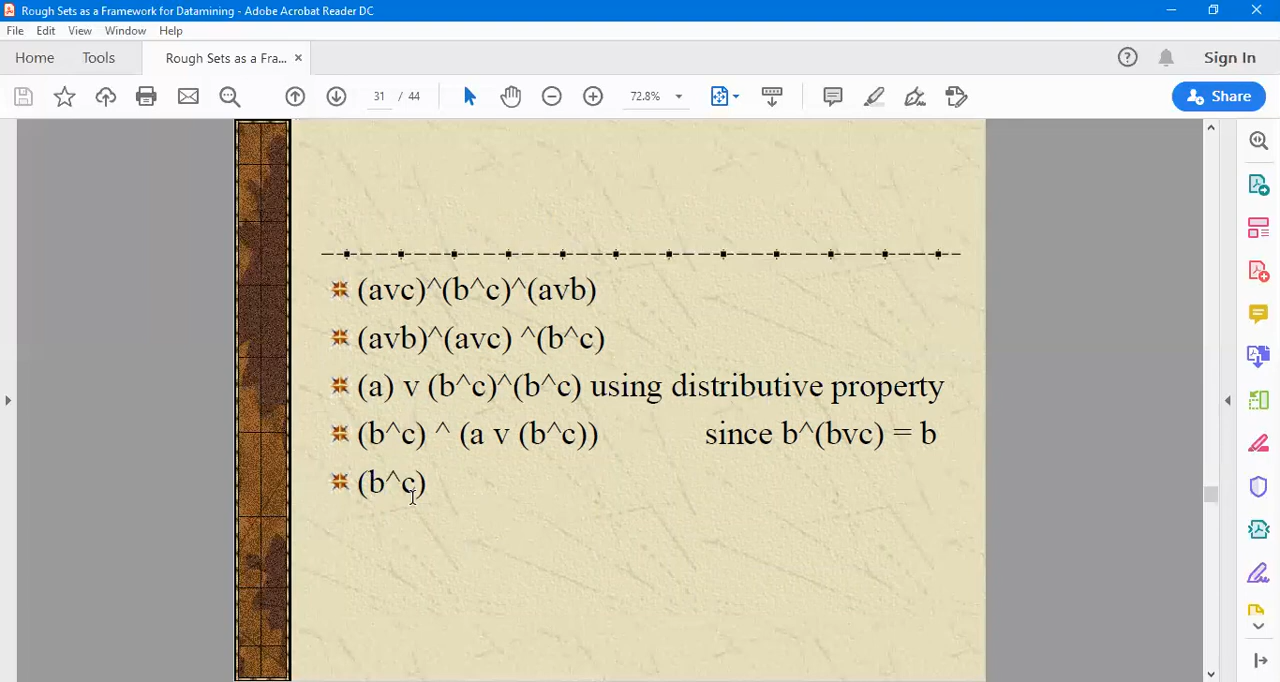 Rough Sets as a Framework for Datamining - Adobe Acrobat Reader DC
File Edit View Window Help
Home Tools Rough Sets as a Fra... × Sign In
31 / 44 72.8% Share
(avc)^(b^c)^(avb)
(avb)^(avc) ^(b^c)
(a) v (b^c)^(b^c) using distributive property
(b^c) ^ (a v (b^c)) since b^(bvc) = b
(b^c)